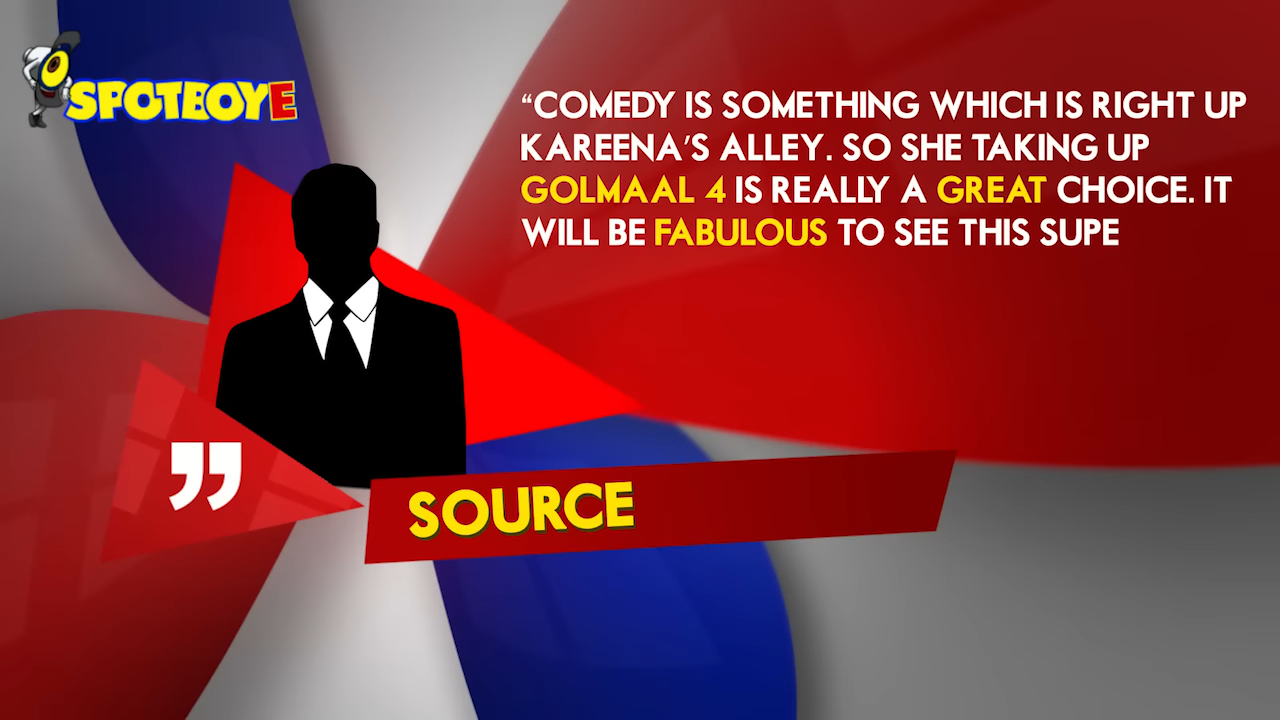 SPOTBOYE
“COMEDY IS SOMETHING WHICH IS RIGHT UP
KAREENA’S ALLEY. SO SHE TAKING UP
GOLMAAL 4 IS REALLY A GREAT CHOICE. IT
WILL BE FABULOUS TO SEE THIS SUPE
”
SOURCE